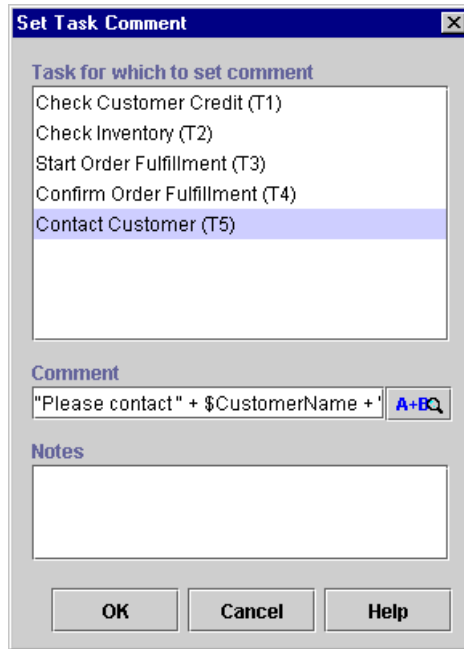 Set Task Comment
Task for which to set comment
Check Customer Credit (T1)
Check Inventory (T2)
Start Order Fulfillment (T3)
Confirm Order Fulfillment (T4)
Contact Customer (T5)
Comment
"Please contact " + $CustomerName + "
A+B
Notes
OK Cancel Help